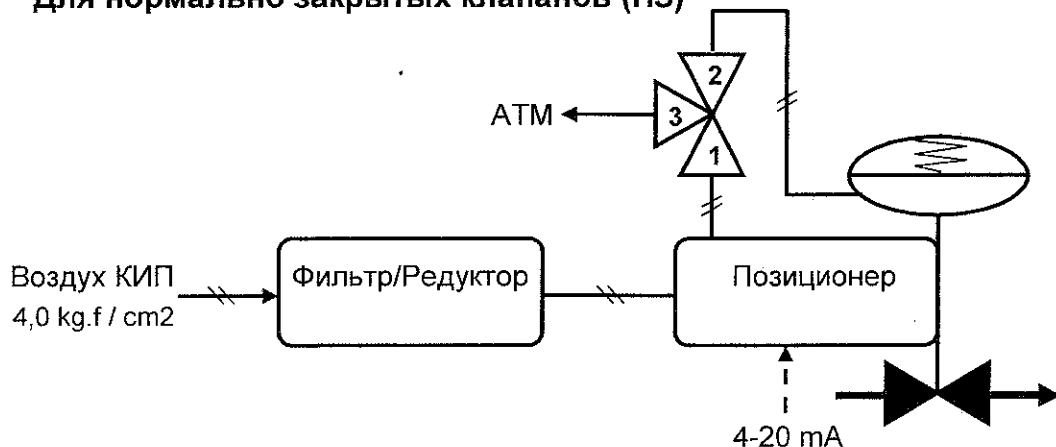 Для нормально закрытых клапанов (НЗ)
2
АТМ
3
1
Воздух КИП
4,0 kg.f / cm2
Фильтр/Редуктор
Позиционер
4-20 mA